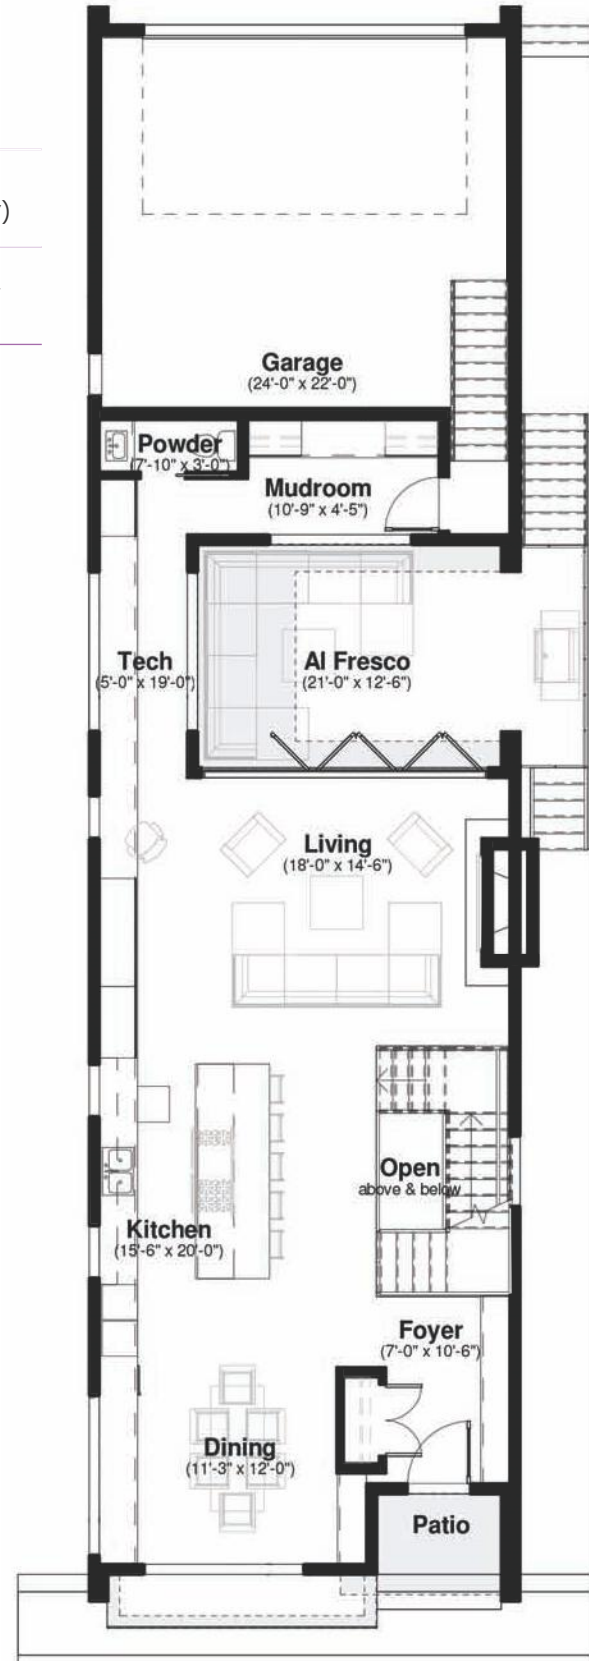 )
Garage
(24'-0" x 22'-0")
Powder
(7'-10" x 3'-0")
Mudroom
(10'-9" x 4'-5")
Tech
(5'-0" x 19'-0")
Al Fresco
(21'-0" x 12'-6")
Living
(18'-0" x 14'-6")
Open
above & below
Kitchen
(15'-6" x 20'-0")
Foyer
(7'-0" x 10'-6")
Dining
(11'-3" x 12'-0")
Patio